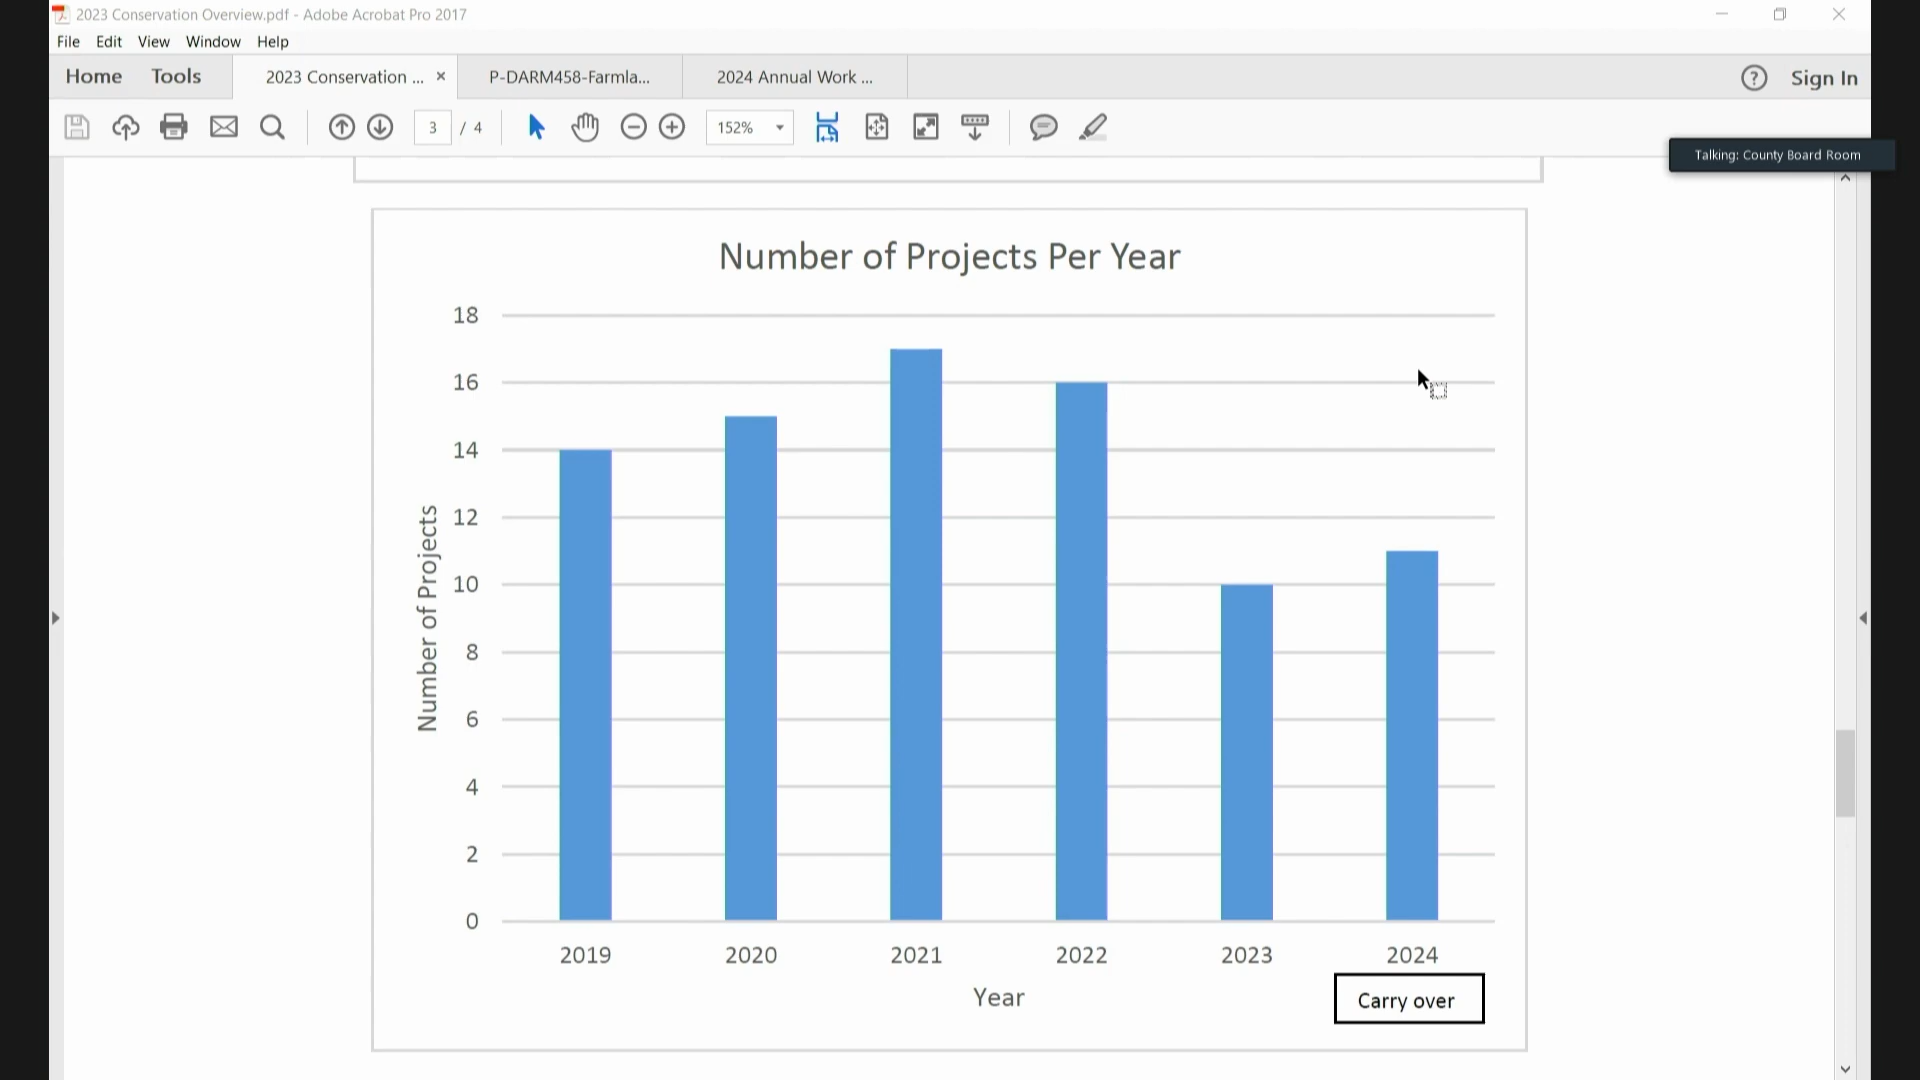 2023 Conservation Overview.pdf - Adobe Acrobat Pro 2017
File Edit View Window Help
Home Tools 2023 Conservation ... × P-DARM458-Farmla... 2024 Annual Work ... ? Sign In
3 / 4 152%
Talking: County Board Room
Number of Projects Per Year
18
16
14
12
10
8
6
4
2
0
Number of Projects
2019 2020 2021 2022 2023 2024
Year
Carry over